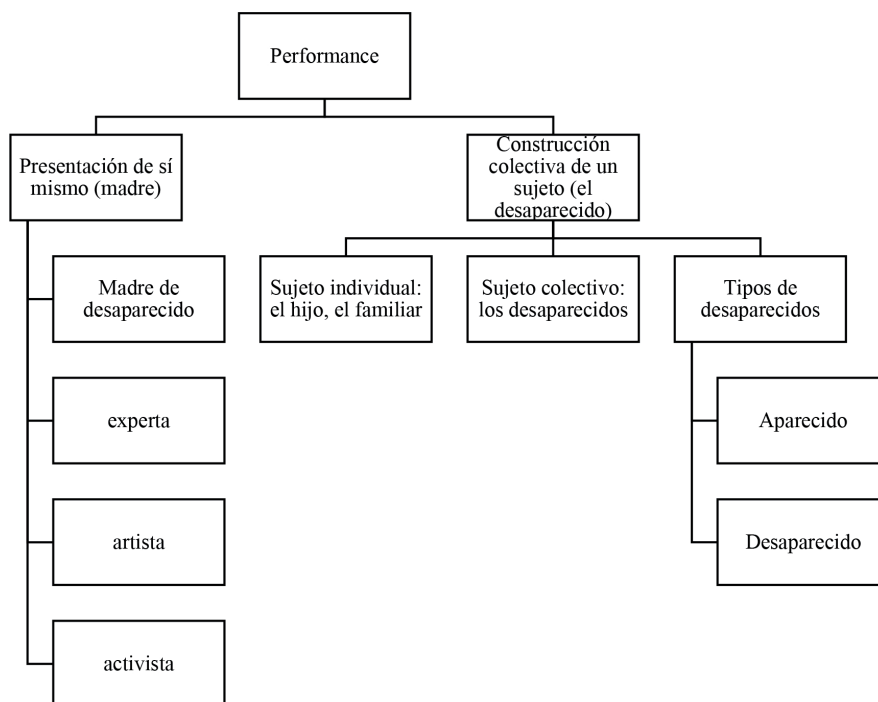 Performance
Presentación de sí
mismo (madre)
Construcción
colectiva de un
sujeto (el
desaparecido)
Madre de
desaparecido
Sujeto individual:
el hijo, el familiar
Sujeto colectivo:
los desaparecidos
Tipos de
desaparecidos
experta
Aparecido
artista
Desaparecido
activista